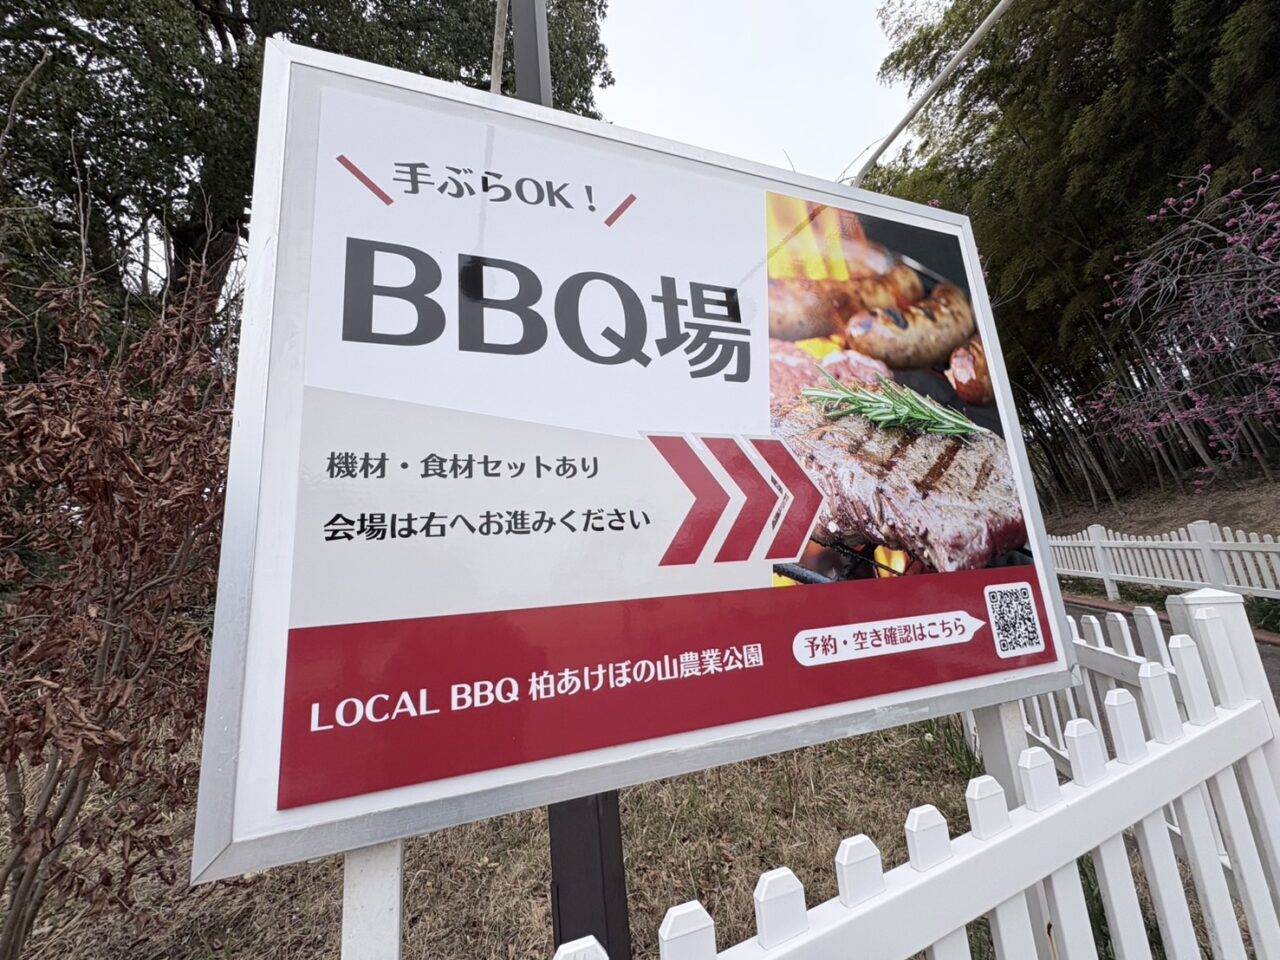 手ぶらOK！
BBQ場
機材・食材セットあり
会場は右へお進みください
LOCAL BBQ 柏あけぼの山農業公園
予約・空き確認はこちら